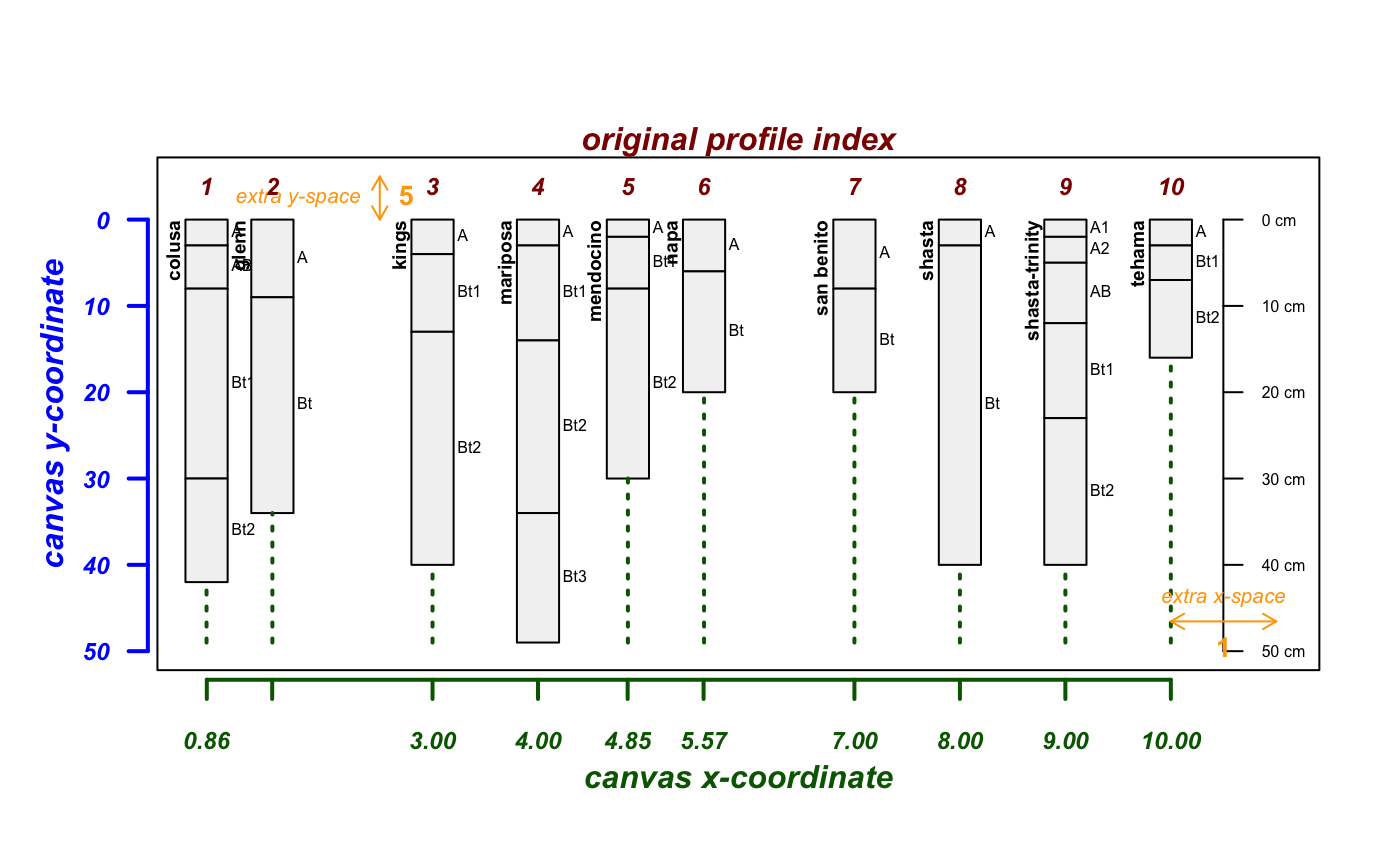 original profile index
1 2 3 4 5 6 7 8 9 10
extra y-space 5
canvas y-coordinate
0
10
20
30
40
50
colusa
A
Bt1
Bt2
glenn
A
Bt
kings
A
Bt1
Bt2
mariposa
A
Bt1
Bt2
Bt3
mendocino
A
Bt1
Bt2
napa
A
Bt
san benito
A
Bt
shasta
A
Bt
shasta-trinity
A1
A2
AB
Bt1
Bt2
tehama
A
Bt1
Bt2
0 cm
10 cm
20 cm
30 cm
40 cm
50 cm
extra x-space
1
0.86 3.00 4.00 4.85 5.57 7.00 8.00 9.00 10.00
canvas x-coordinate